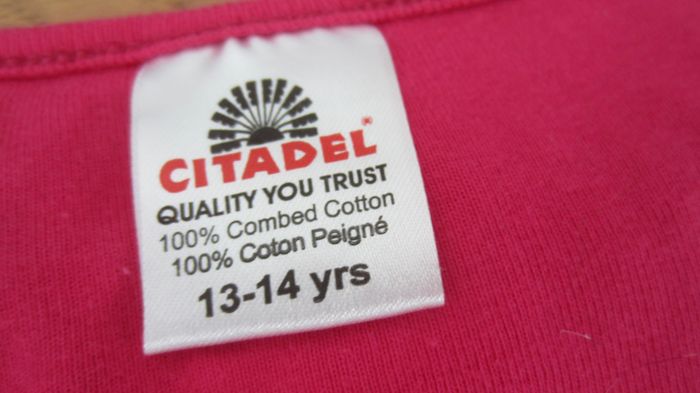 CITADEL®
QUALITY YOU TRUST
100% Combed Cotton
100% Coton Peigné
13-14 yrs